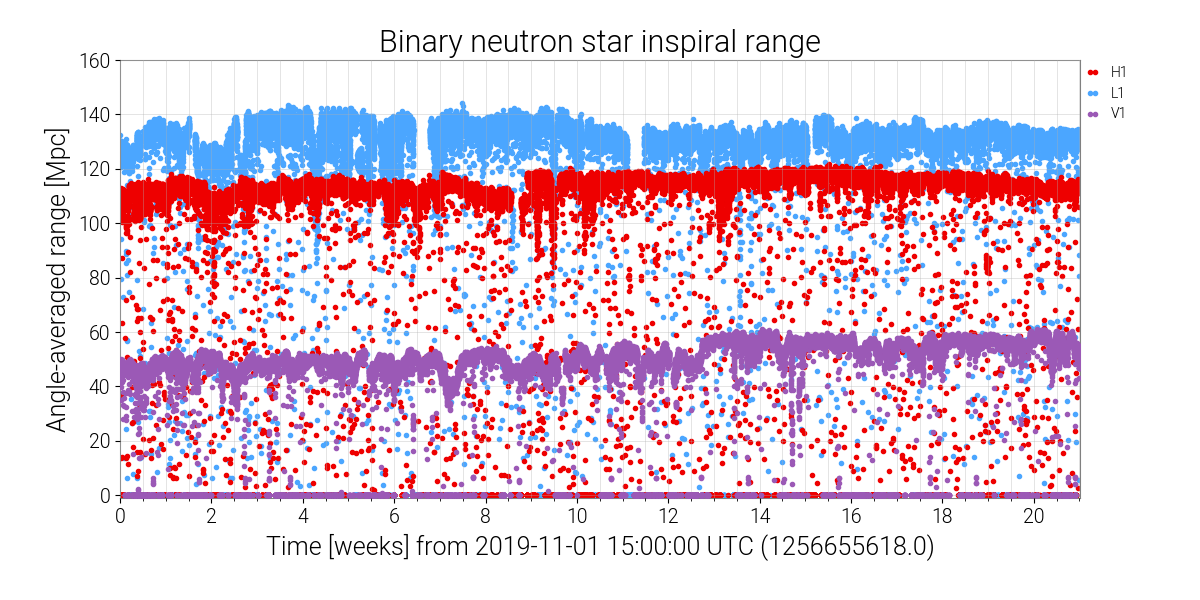 Binary neutron star inspiral range
Angle-averaged range [Mpc]
160
140
120
100
80
60
40
20
0
0 2 4 6 8 10 12 14 16 18 20
Time [weeks] from 2019-11-01 15:00:00 UTC (1256655618.0)
H1
L1
V1